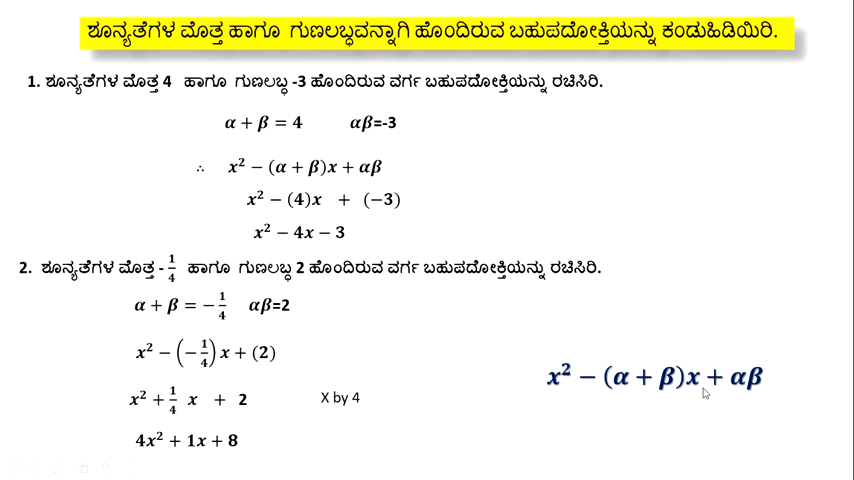 ಶೂನ್ಯತೆಗಳ ಮೊತ್ತ ಹಾಗೂ ಗುಣಲಬ್ಧವನ್ನಾಗಿ ಹೊಂದಿರುವ ಬಹುಪದೋಕ್ತಿಯನ್ನು ಕಂಡುಹಿಡಿಯಿರಿ.
1. ಶೂನ್ಯತೆಗಳ ಮೊತ್ತ 4 ಹಾಗೂ ಗುಣಲಬ್ಧ -3 ಹೊಂದಿರುವ ವರ್ಗ ಬಹುಪದೋಕ್ತಿಯನ್ನು ರಚಿಸಿರಿ.
α + β = 4 αβ=-3
∴ x² − (α + β)x + αβ
x² − (4)x + (−3)
x² − 4x − 3
2. ಶೂನ್ಯತೆಗಳ ಮೊತ್ತ -1/4 ಹಾಗೂ ಗುಣಲಬ್ಧ 2 ಹೊಂದಿರುವ ವರ್ಗ ಬಹುಪದೋಕ್ತಿಯನ್ನು ರಚಿಸಿರಿ.
α + β = −1/4 αβ=2
x² − (−1/4)x + (2)
x² + 1/4 x + 2 X by 4
4x² + 1x + 8
x² − (α + β)x + αβ